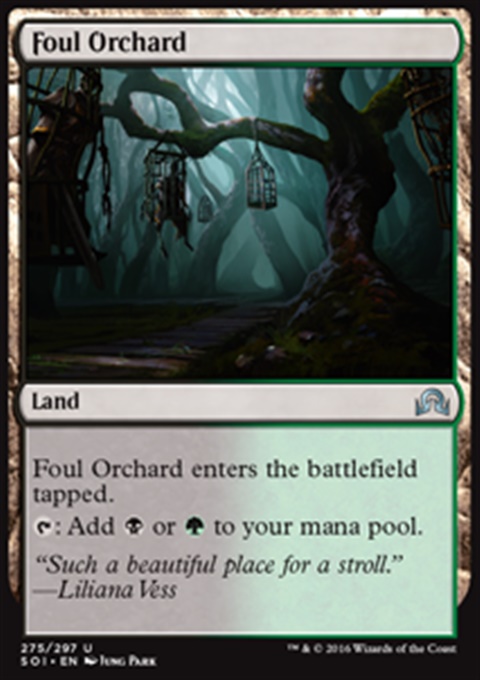 Foul Orchard
Land
Foul Orchard enters the battlefield
tapped.
: Add or to your mana pool.
“Such a beautiful place for a stroll.”
—Liliana Vess
275/297 U
SOI • EN Jung Park
™ & © 2016 Wizards of the Coast